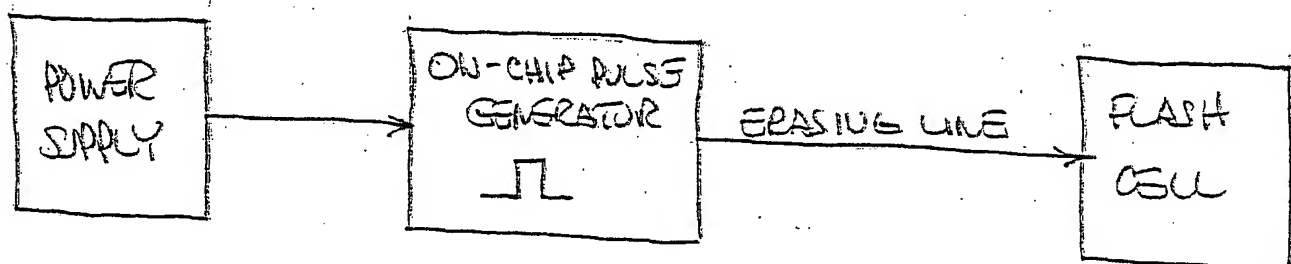 POWER
SUPPLY
ON-CHIP PULSE
GENERATOR
ERASING LINE
FLASH
CELL